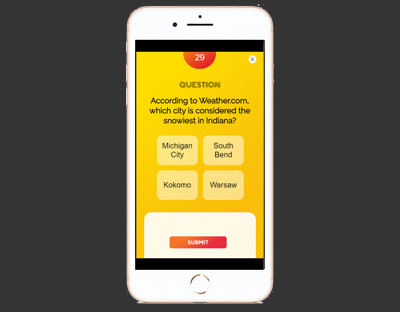 29
QUESTION
According to Weather.com,
which city is considered the
snowiest in Indiana?
Michigan
City
South
Bend
Kokomo
Warsaw
SUBMIT